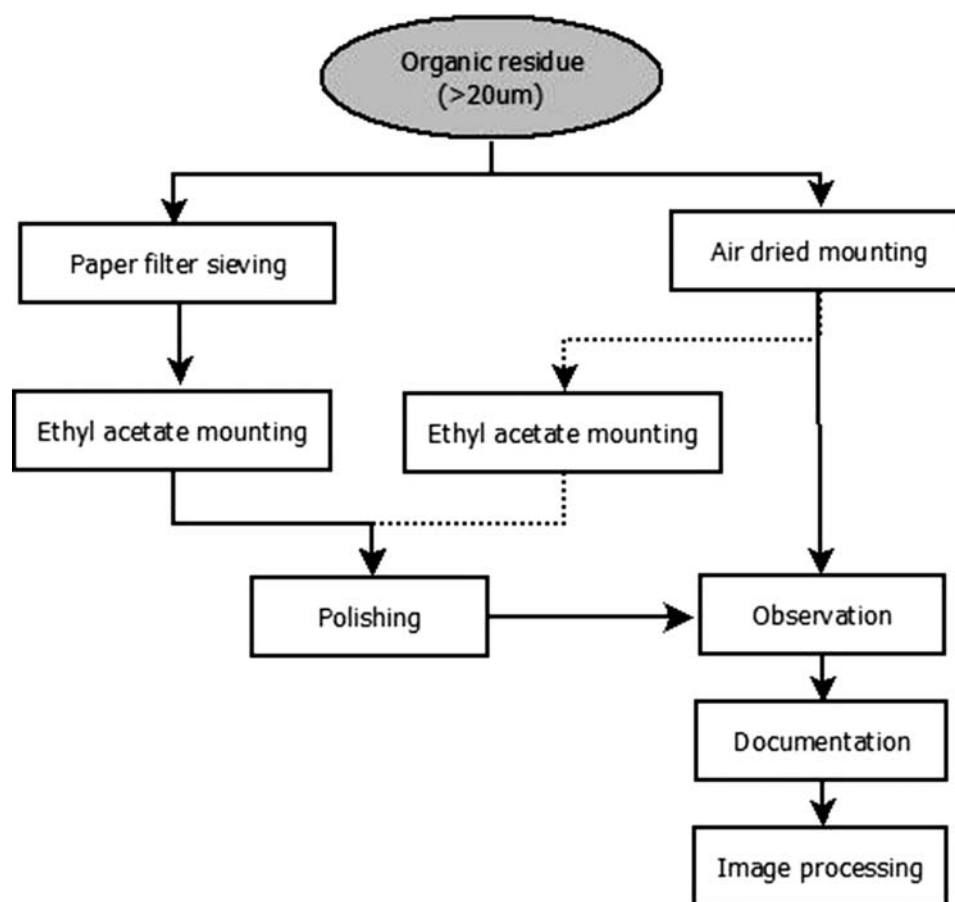 Organic residue
(>20um)
Paper filter sieving
Air dried mounting
Ethyl acetate mounting
Ethyl acetate mounting
Polishing
Observation
Documentation
Image processing